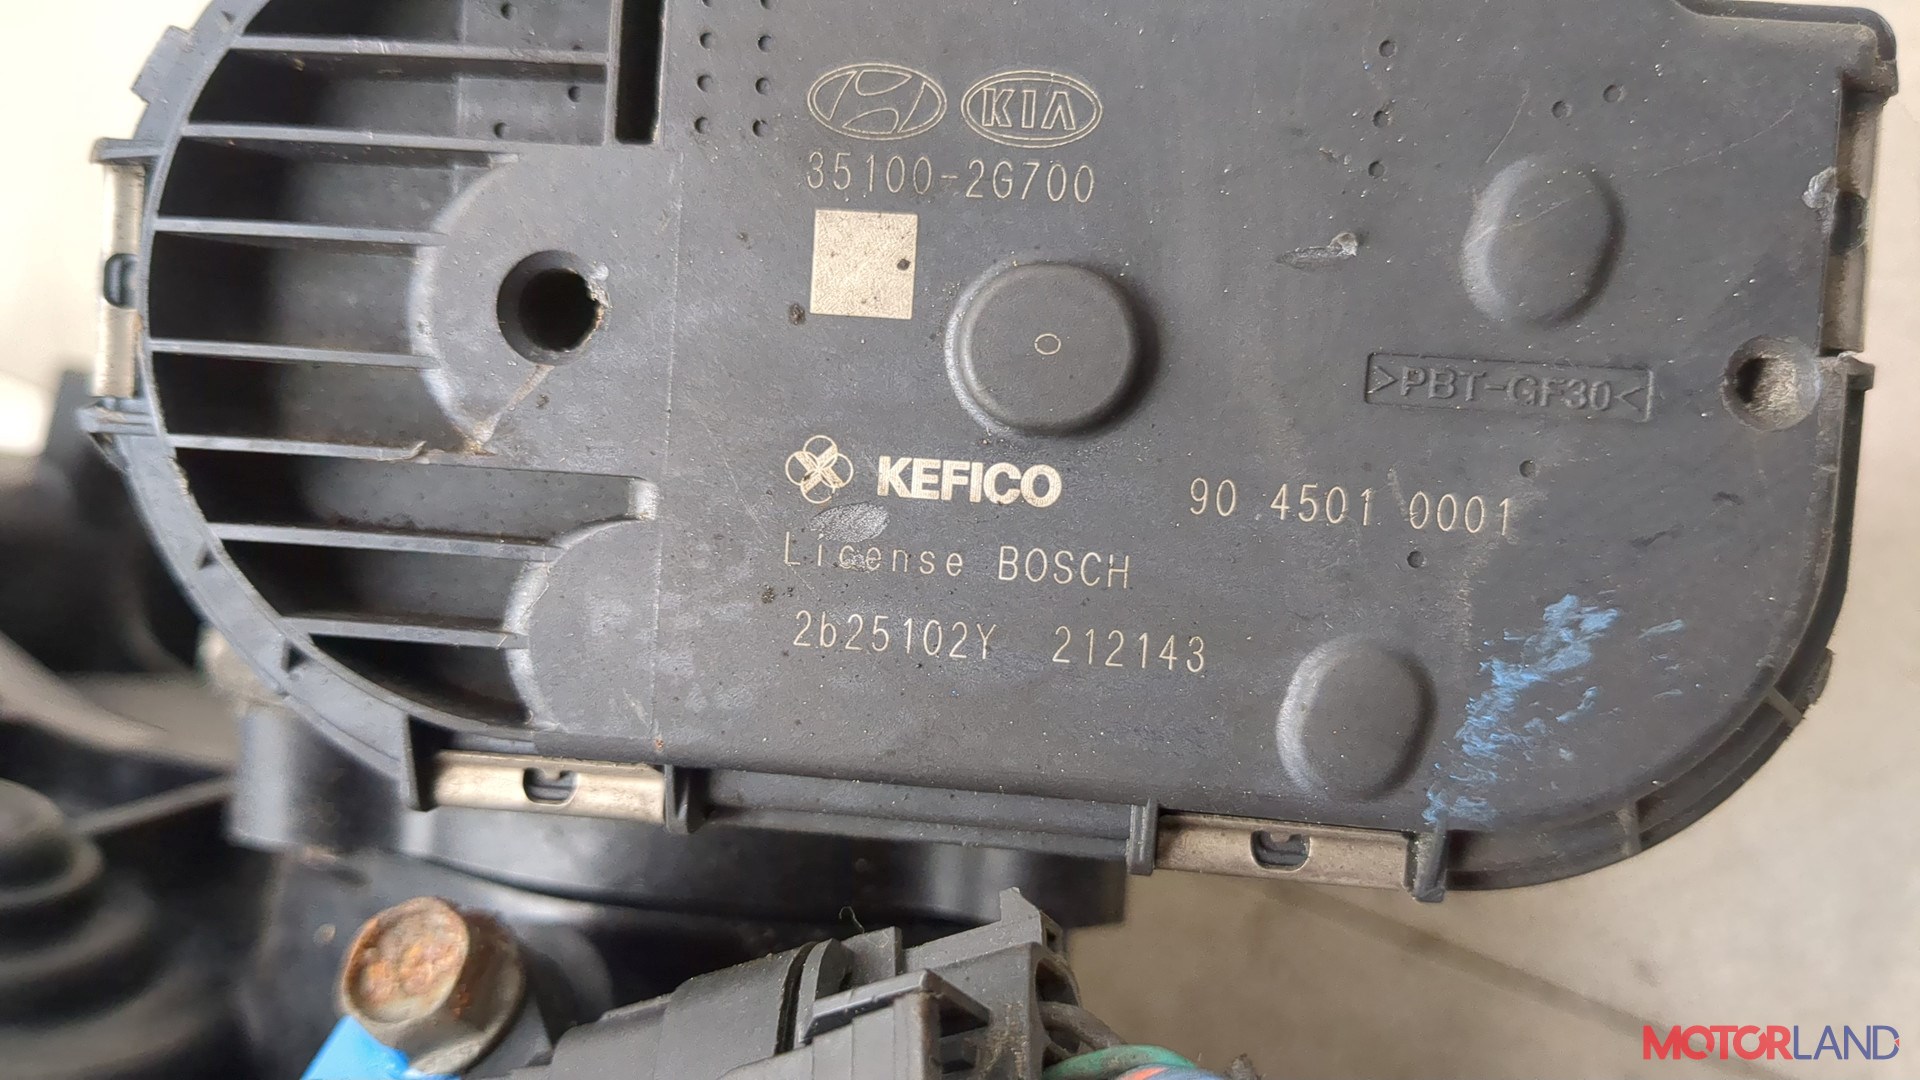 KIA
35100-2G700
>PBT-GF30<
KEFICO
90 4501 0001
License BOSCH
2b25102Y 212143
MOTORLAND